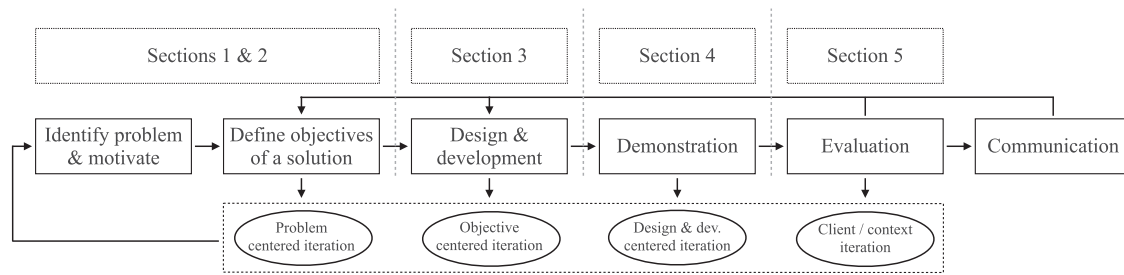 Sections 1 & 2
Section 3
Section 4
Section 5
Identify problem
& motivate
Define objectives
of a solution
Design &
development
Demonstration
Evaluation
Communication
Problem
centered iteration
Objective
centered iteration
Design & dev.
centered iteration
Client / context
iteration